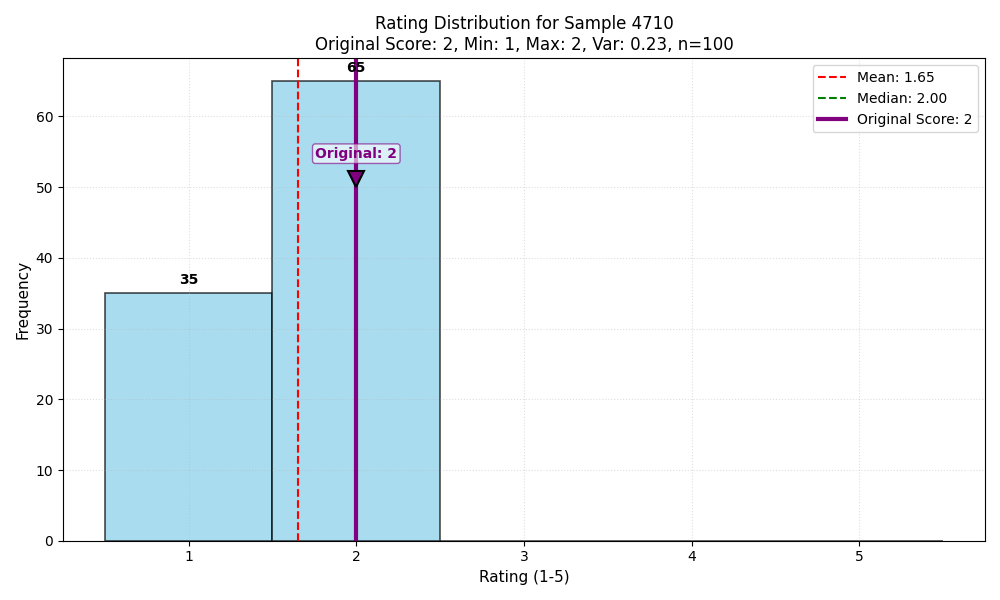 Rating Distribution for Sample 4710
Original Score: 2, Min: 1, Max: 2, Var: 0.23, n=100
Mean: 1.65
Median: 2.00
Original Score: 2
65
Original: 2
35
Frequency
60
50
40
30
20
10
0
1 2 3 4 5
Rating (1-5)